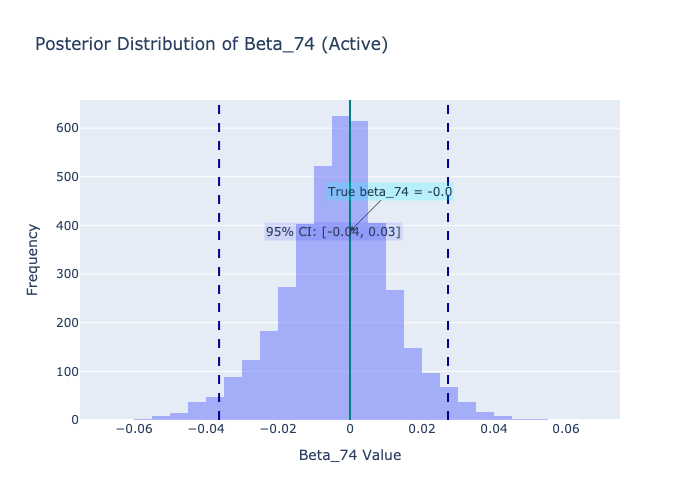 Posterior Distribution of Beta_74 (Active)
600
500
400
300
200
100
0
Frequency
True beta_74 = -0.0
95% CI: [-0.04, 0.03]
−0.06
−0.04
−0.02
0
0.02
0.04
0.06
Beta_74 Value